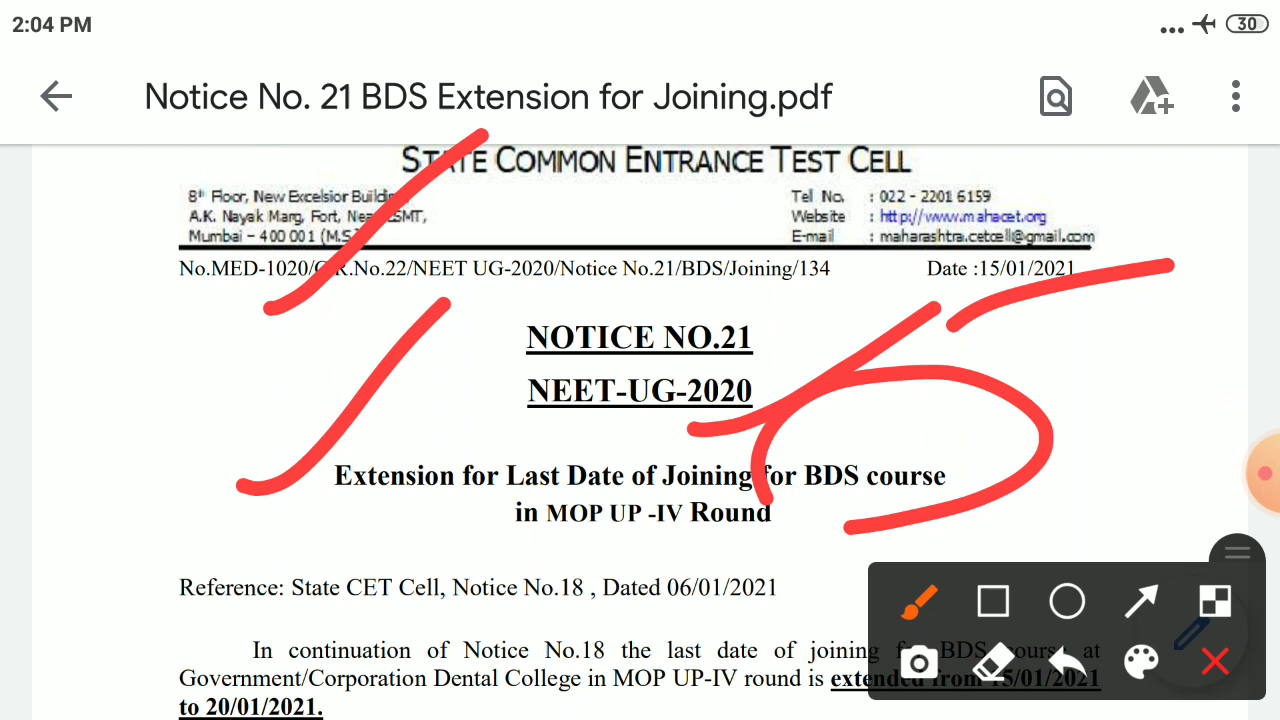 2:04 PM
30
Notice No. 21 BDS Extension for Joining.pdf
STATE COMMON ENTRANCE TEST CELL
8th Floor, New Excelsior Building,
A.K. Nayak Marg, Fort, Near CSMT,
Mumbai – 400 001 (M.S.)
Tel No. : 022 - 2201 6159
Website : http://www.mahacet.org
E-mail : maharashtra.cetcell@gmail.com
No.MED-1020/C.R.No.22/NEET UG-2020/Notice No.21/BDS/Joining/134 Date :15/01/2021
NOTICE NO.21
NEET-UG-2020
Extension for Last Date of Joining for BDS course
in MOP UP -IV Round
Reference: State CET Cell, Notice No.18 , Dated 06/01/2021
In continuation of Notice No.18 the last date of joining for BDS course at
Government/Corporation Dental College in MOP UP-IV round is extended from 15/01/2021
to 20/01/2021.